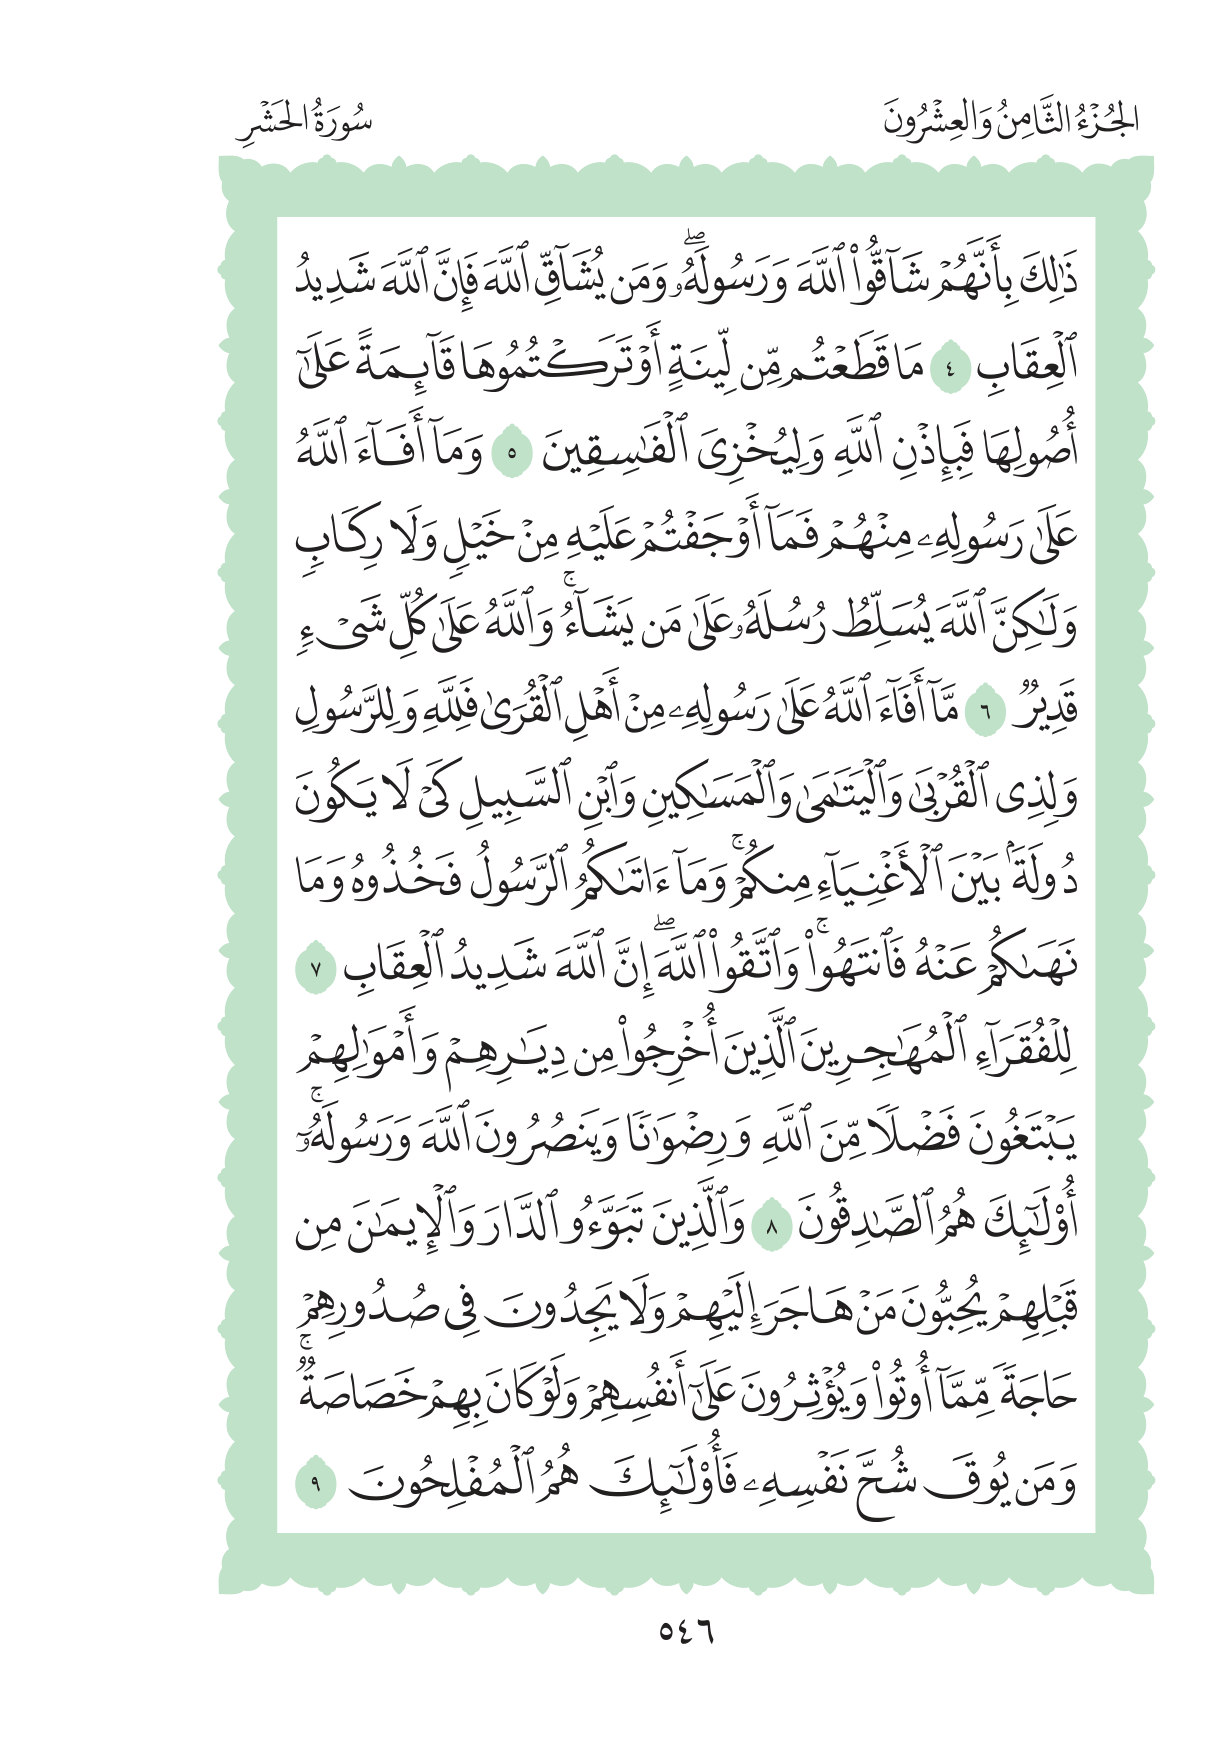 الجُزْءُ الثَّامِنُ وَالعِشْرُونَ
سُورَةُ الحَشْرِ
ذَٰلِكَ بِأَنَّهُمْ شَآقُّوا۟ ٱللَّهَ وَرَسُولَهُۥۖ وَمَن يُشَآقِّ ٱللَّهَ فَإِنَّ ٱللَّهَ شَدِيدُ
ٱلْعِقَابِ ٤ مَا قَطَعْتُم مِّن لِّينَةٍ أَوْ تَرَكْتُمُوهَا قَآئِمَةً عَلَىٰٓ
أُصُولِهَا فَبِإِذْنِ ٱللَّهِ وَلِيُخْزِىَ ٱلْفَٰسِقِينَ ٥ وَمَآ أَفَآءَ ٱللَّهُ
عَلَىٰ رَسُولِهِۦ مِنْهُمْ فَمَآ أَوْجَفْتُمْ عَلَيْهِ مِنْ خَيْلٍ وَلَا رِكَابٍ
وَلَٰكِنَّ ٱللَّهَ يُسَلِّطُ رُسُلَهُۥ عَلَىٰ مَن يَشَآءُۚ وَٱللَّهُ عَلَىٰ كُلِّ شَىْءٍ
قَدِيرٌ ٦ مَّآ أَفَآءَ ٱللَّهُ عَلَىٰ رَسُولِهِۦ مِنْ أَهْلِ ٱلْقُرَىٰ فَلِلَّهِ وَلِلرَّسُولِ
وَلِذِى ٱلْقُرْبَىٰ وَٱلْيَتَٰمَىٰ وَٱلْمَسَٰكِينِ وَٱبْنِ ٱلسَّبِيلِ كَىْ لَا يَكُونَ
دُولَةًۢ بَيْنَ ٱلْأَغْنِيَآءِ مِنكُمْۚ وَمَآ ءَاتَىٰكُمُ ٱلرَّسُولُ فَخُذُوهُ وَمَا
نَهَىٰكُمْ عَنْهُ فَٱنتَهُوا۟ۚ وَٱتَّقُوا۟ ٱللَّهَۖ إِنَّ ٱللَّهَ شَدِيدُ ٱلْعِقَابِ ٧
لِلْفُقَرَآءِ ٱلْمُهَٰجِرِينَ ٱلَّذِينَ أُخْرِجُوا۟ مِن دِيَٰرِهِمْ وَأَمْوَٰلِهِمْ
يَبْتَغُونَ فَضْلًا مِّنَ ٱللَّهِ وَرِضْوَٰنًا وَيَنصُرُونَ ٱللَّهَ وَرَسُولَهُۥٓۚ
أُو۟لَٰٓئِكَ هُمُ ٱلصَّٰدِقُونَ ٨ وَٱلَّذِينَ تَبَوَّءُو ٱلدَّارَ وَٱلْإِيمَٰنَ مِن
قَبْلِهِمْ يُحِبُّونَ مَنْ هَاجَرَ إِلَيْهِمْ وَلَا يَجِدُونَ فِى صُدُورِهِمْ
حَاجَةً مِّمَّآ أُوتُوا۟ وَيُؤْثِرُونَ عَلَىٰٓ أَنفُسِهِمْ وَلَوْ كَانَ بِهِمْ خَصَاصَةٌۚ
وَمَن يُوقَ شُحَّ نَفْسِهِۦ فَأُو۟لَٰٓئِكَ هُمُ ٱلْمُفْلِحُونَ ٩
٥٤٦